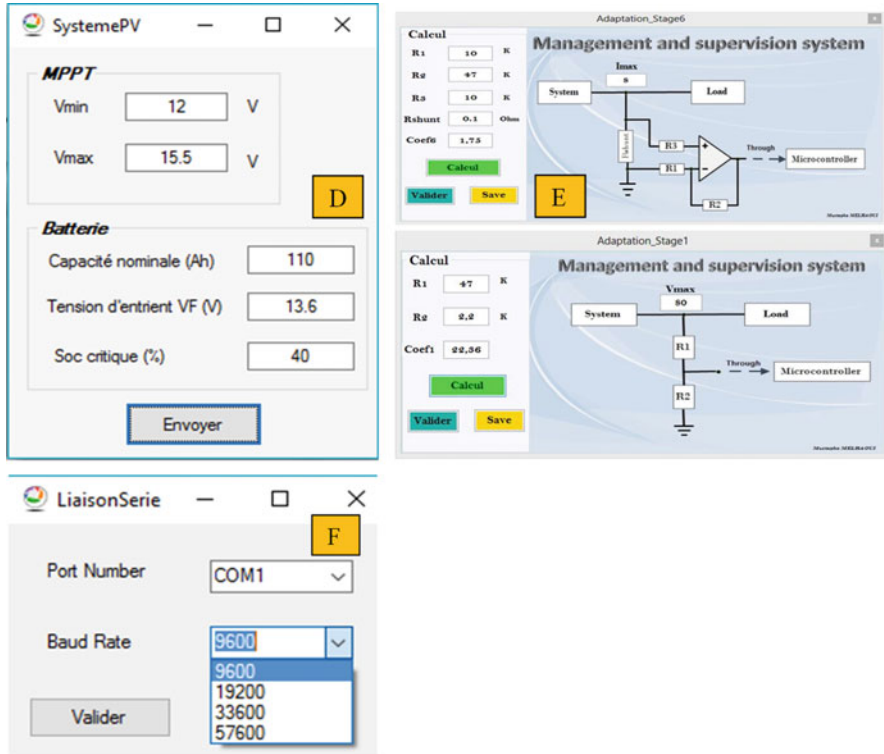 SystemePV
MPPT
Vmin 12 V
Vmax 15.5 V
D
Batterie
Capacité nominale (Ah) 110
Tension d'entrient VF (V) 13.6
Soc critique (%) 40
Envoyer
Adaptation_Stage6
Calcul
Management and supervision system
R1 10 K
R2 47 K
R3 10 K
Rshunt 0.1 Ohm
Coef6 1,75
Calcul
Valider Save
E
Imax
8
System
Load
Rshunt
R3
R1
R2
Through
Microcontroller
Adaptation_Stage1
Calcul
Management and supervision system
R1 47 K
R2 2,2 K
Coef1 22,36
Calcul
Valider Save
Vmax
80
System
Load
R1
R2
Through
Microcontroller
LiaisonSerie
F
Port Number COM1
Baud Rate 9600
9600
19200
33600
57600
Valider